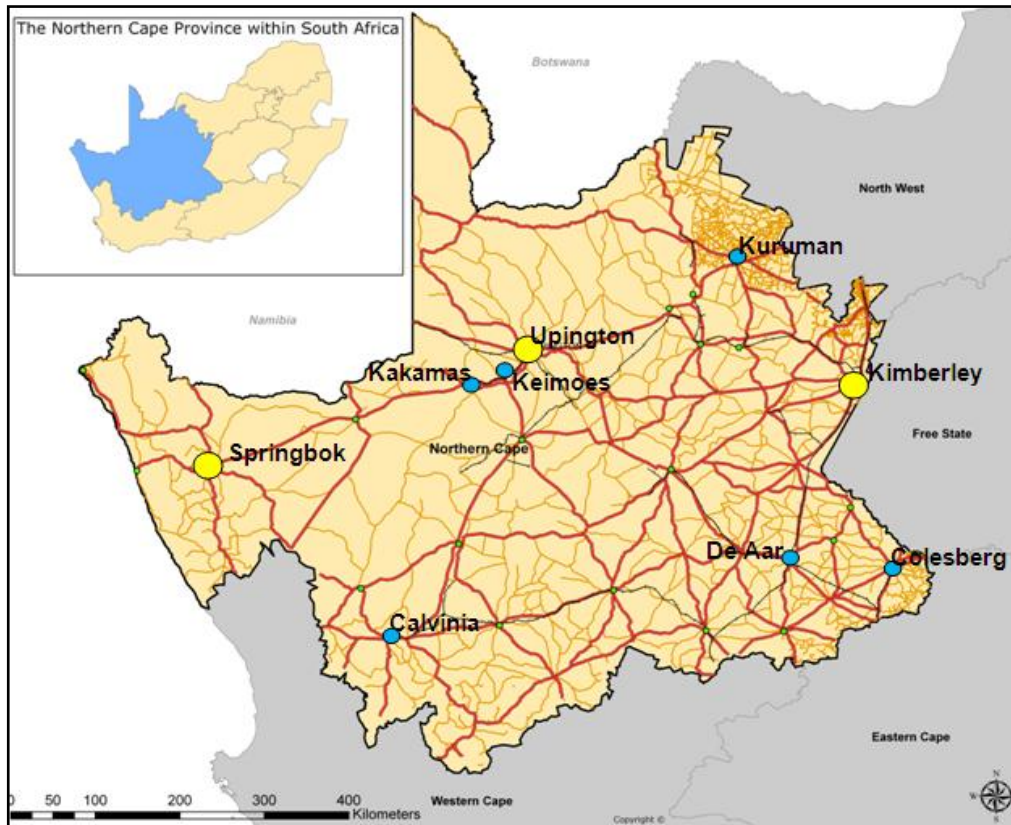 The Northern Cape Province within South Africa
Botswana
North West
Kuruman
Namibia
Upington
Kakamas
Keimoes
Kimberley
Free State
Northern Cape
Springbok
De Aar
Colesberg
Calvinia
Eastern Cape
Western Cape
0 50 100 200 300 400
Kilometers
Copyright ©
N
W E
S